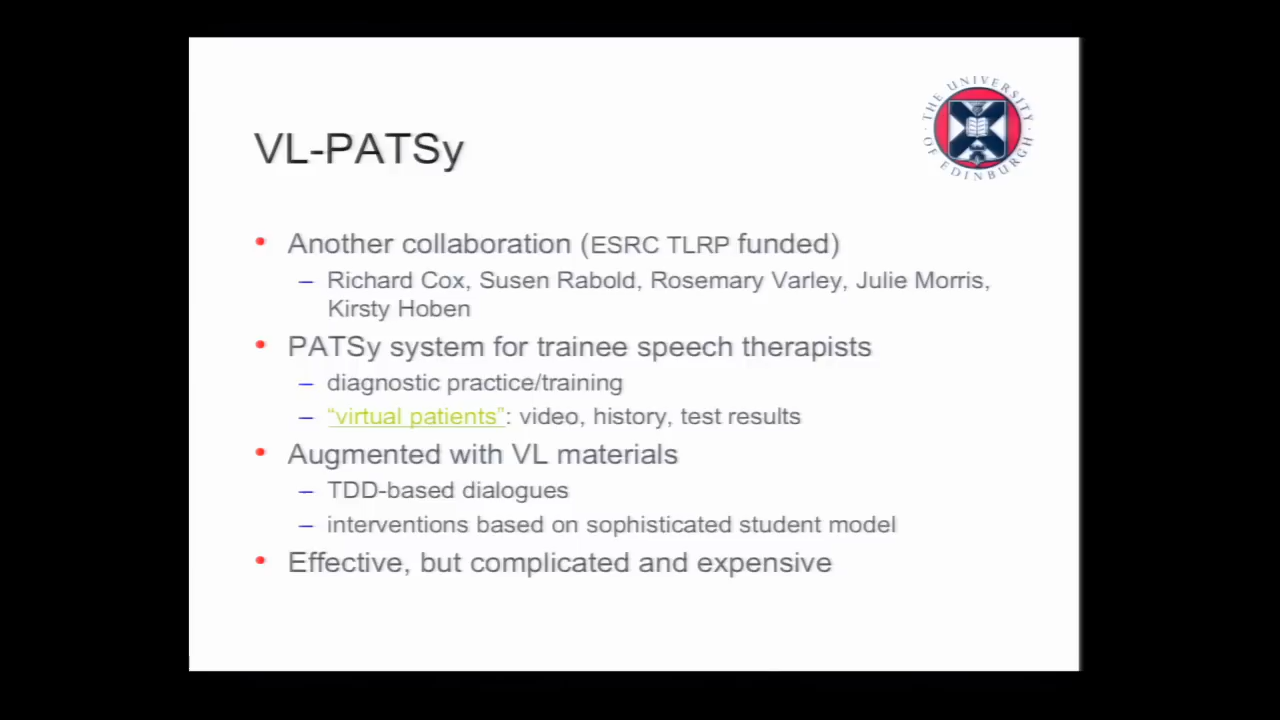 THE UNIVERSITY OF EDINBURGH
VL-PATSy
• Another collaboration (ESRC TLRP funded)
– Richard Cox, Susen Rabold, Rosemary Varley, Julie Morris,
Kirsty Hoben
• PATSy system for trainee speech therapists
– diagnostic practice/training
– “virtual patients”: video, history, test results
• Augmented with VL materials
– TDD-based dialogues
– interventions based on sophisticated student model
• Effective, but complicated and expensive